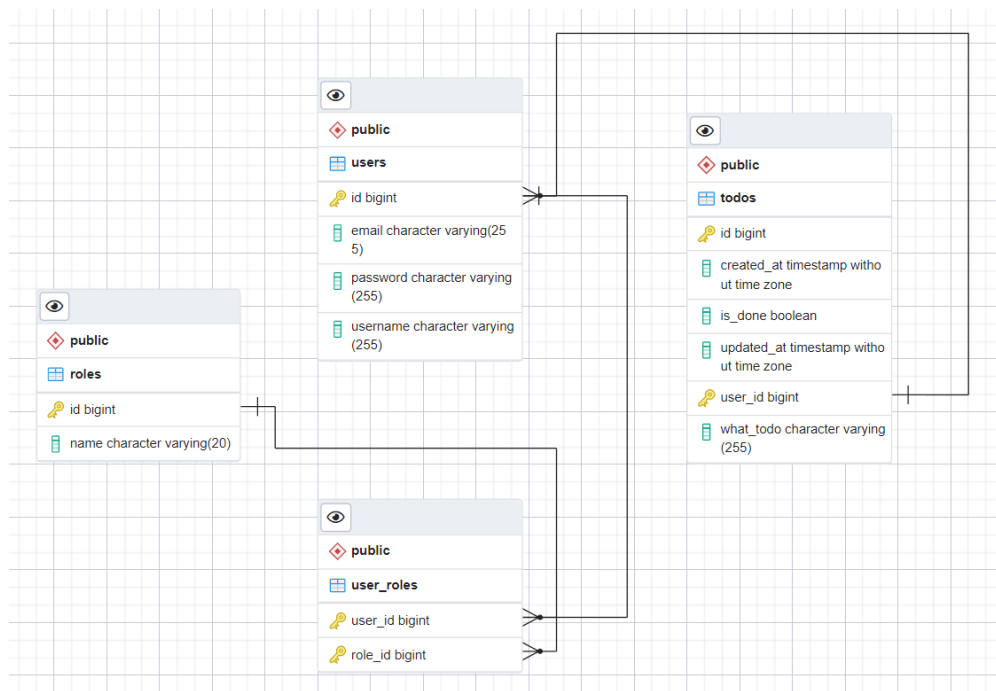 public
users
id bigint
email character varying(25
5)
password character varying
(255)
username character varying
(255)
public
todos
id bigint
created_at timestamp witho
ut time zone
is_done boolean
updated_at timestamp witho
ut time zone
user_id bigint
what_todo character varying
(255)
public
roles
id bigint
name character varying(20)
public
user_roles
user_id bigint
role_id bigint